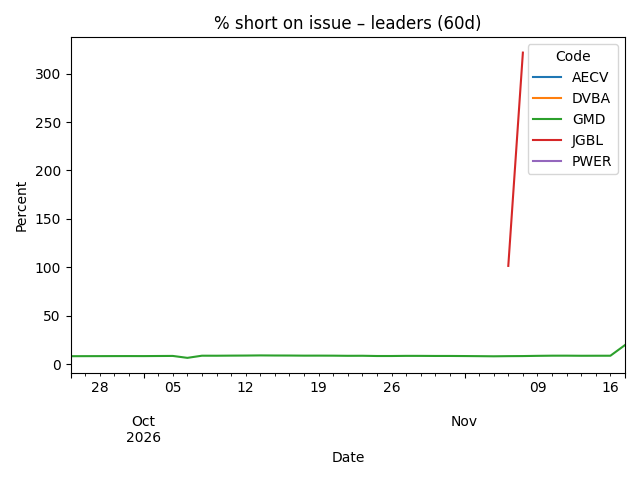 % short on issue – leaders (60d)
Percent
300
250
200
150
100
50
0
Code
AECV
DVBA
GMD
JGBL
PWER
28 05 12 19 26 09 16
Oct Nov
2026
Date